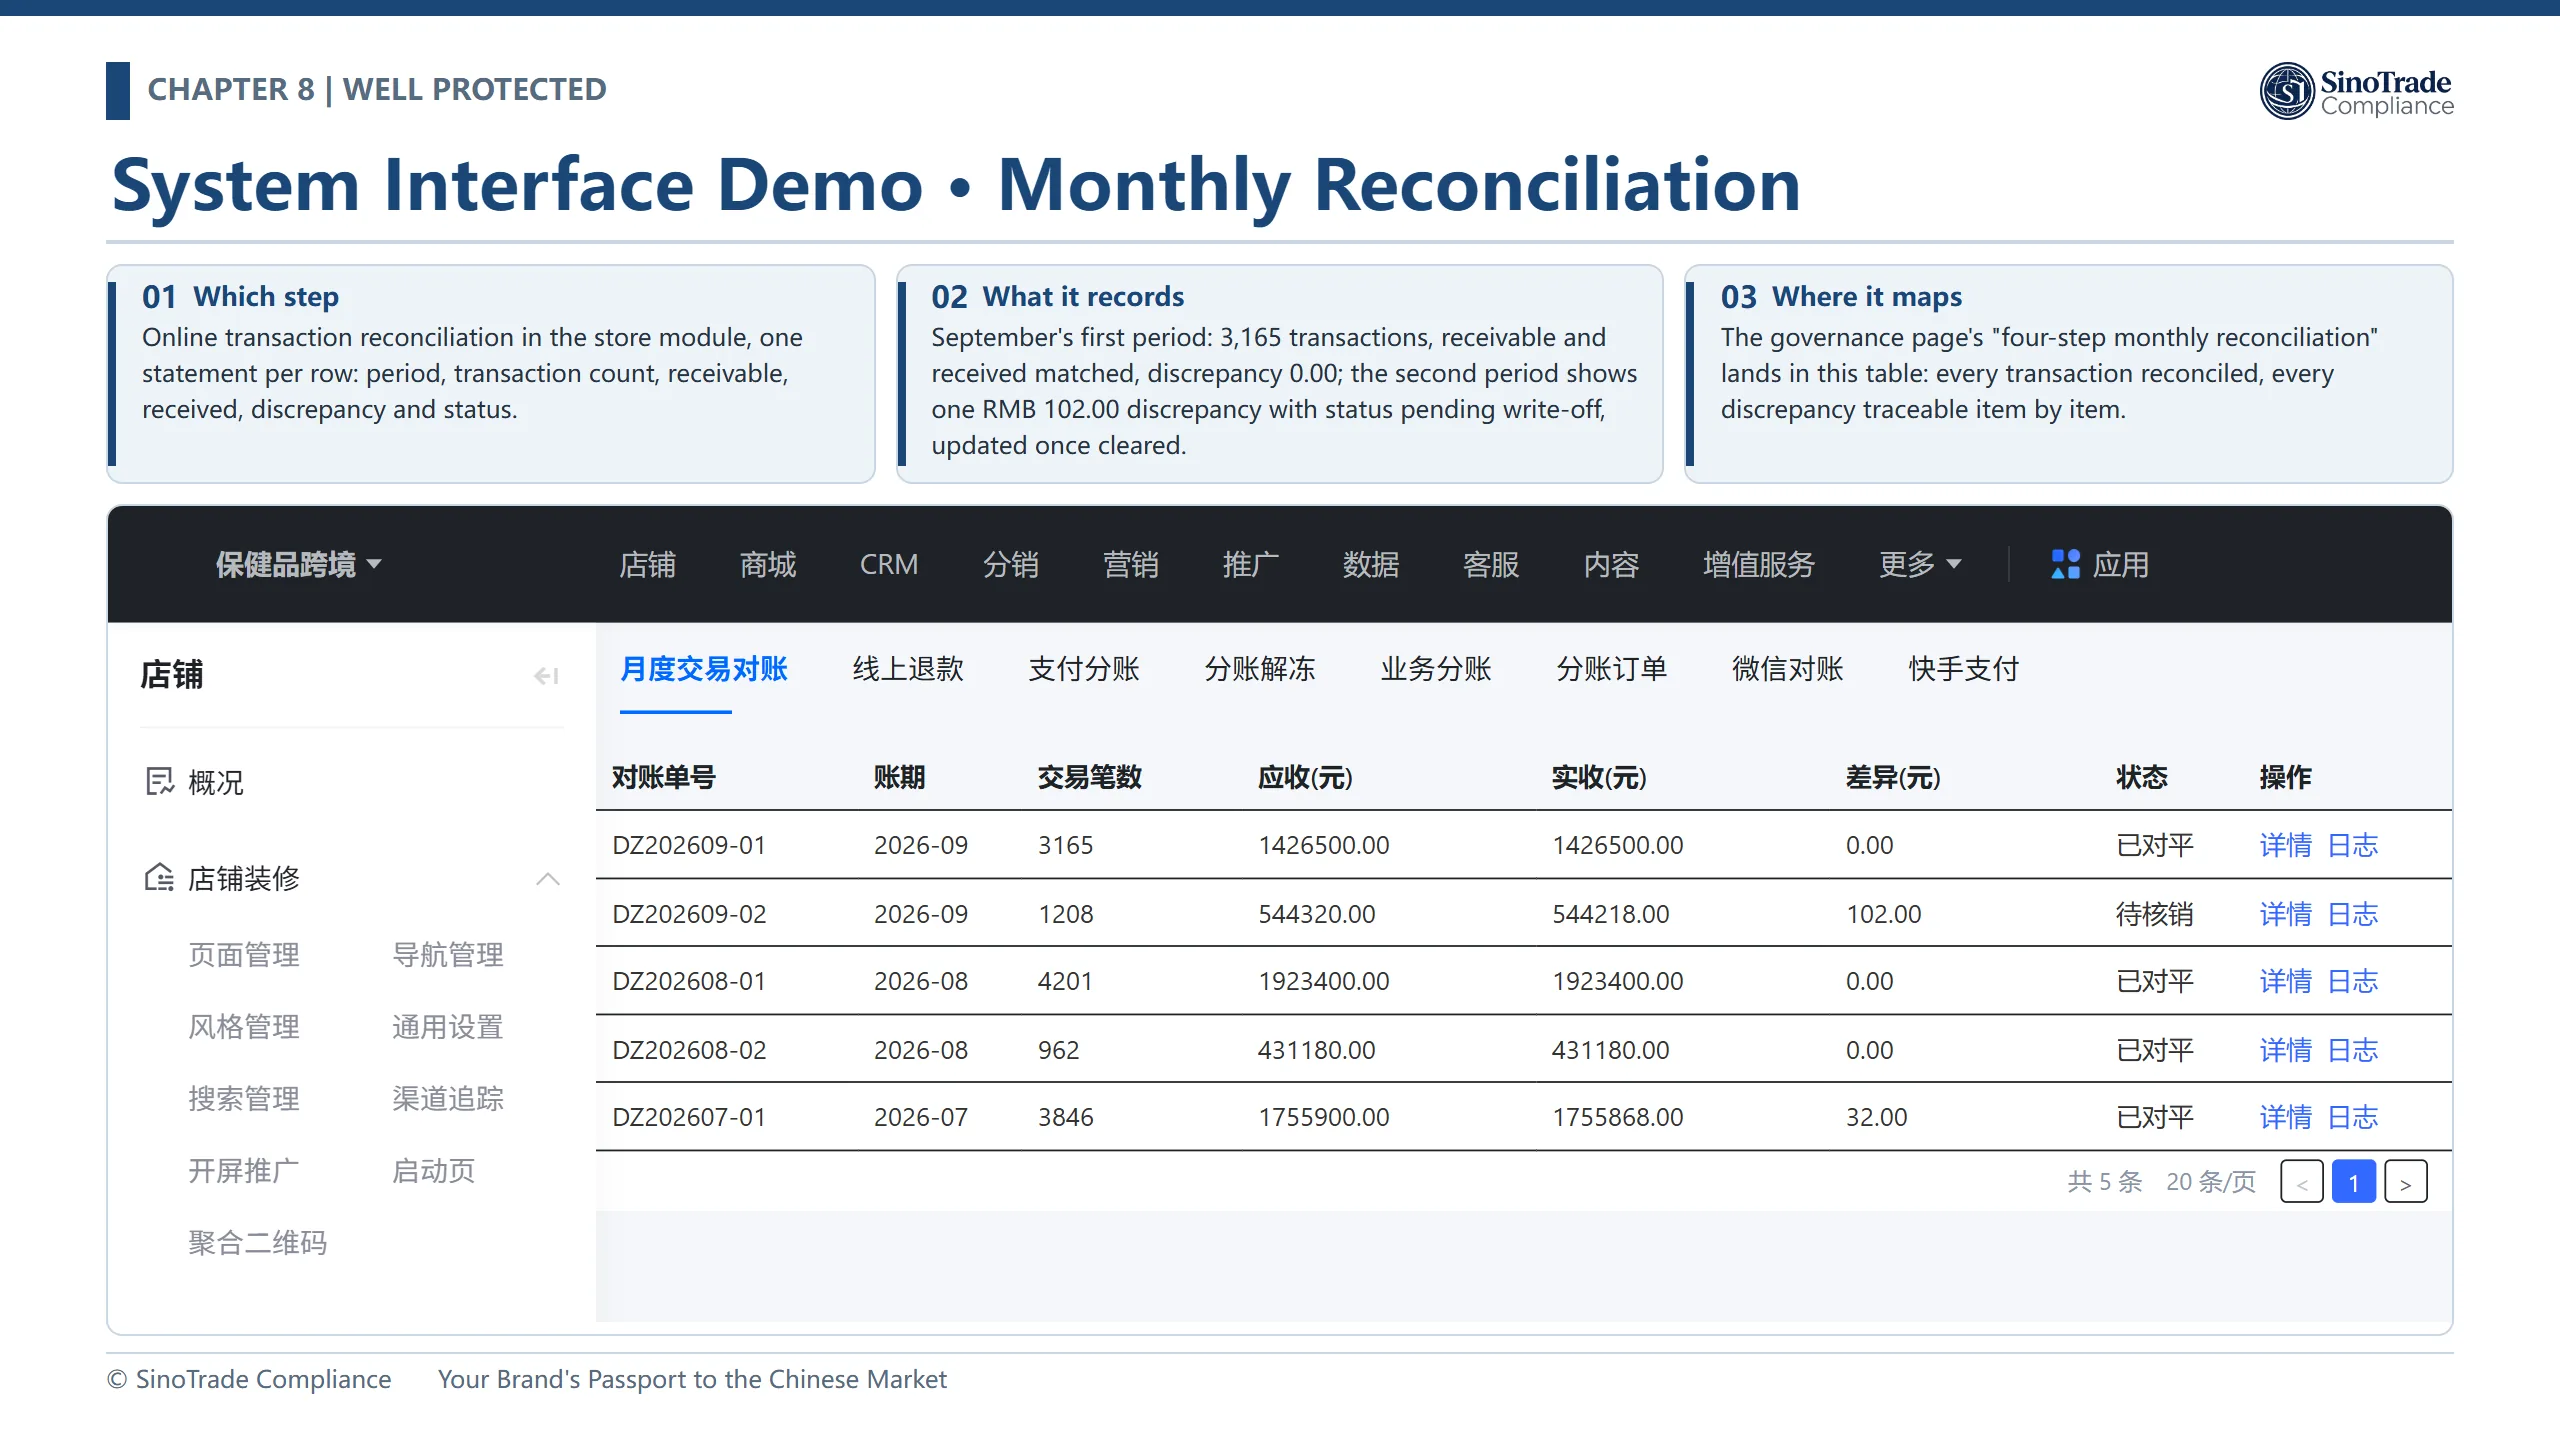 CHAPTER 8 | WELL PROTECTED
SinoTrade
Compliance
System Interface Demo • Monthly Reconciliation
01 Which step
Online transaction reconciliation in the store module, one
statement per row: period, transaction count, receivable,
received, discrepancy and status.
02 What it records
September's first period: 3,165 transactions, receivable and
received matched, discrepancy 0.00; the second period shows
one RMB 102.00 discrepancy with status pending write-off,
updated once cleared.
03 Where it maps
The governance page's "four-step monthly reconciliation"
lands in this table: every transaction reconciled, every
discrepancy traceable item by item.
保健品跨境 店铺 商城 CRM 分销 营销 推广 数据 客服 内容 增值服务 更多 应用
店铺
概况
店铺装修
页面管理 导航管理
风格管理 通用设置
搜索管理 渠道追踪
开屏推广 启动页
聚合二维码
月度交易对账 线上退款 支付分账 分账解冻 业务分账 分账订单 微信对账 快手支付
对账单号 账期 交易笔数 应收(元) 实收(元) 差异(元) 状态 操作
DZ202609-01 2026-09 3165 1426500.00 1426500.00 0.00 已对平 详情 日志
DZ202609-02 2026-09 1208 544320.00 544218.00 102.00 待核销 详情 日志
DZ202608-01 2026-08 4201 1923400.00 1923400.00 0.00 已对平 详情 日志
DZ202608-02 2026-08 962 431180.00 431180.00 0.00 已对平 详情 日志
DZ202607-01 2026-07 3846 1755900.00 1755868.00 32.00 已对平 详情 日志
共 5 条 20 条/页 < 1 >
© SinoTrade Compliance Your Brand's Passport to the Chinese Market